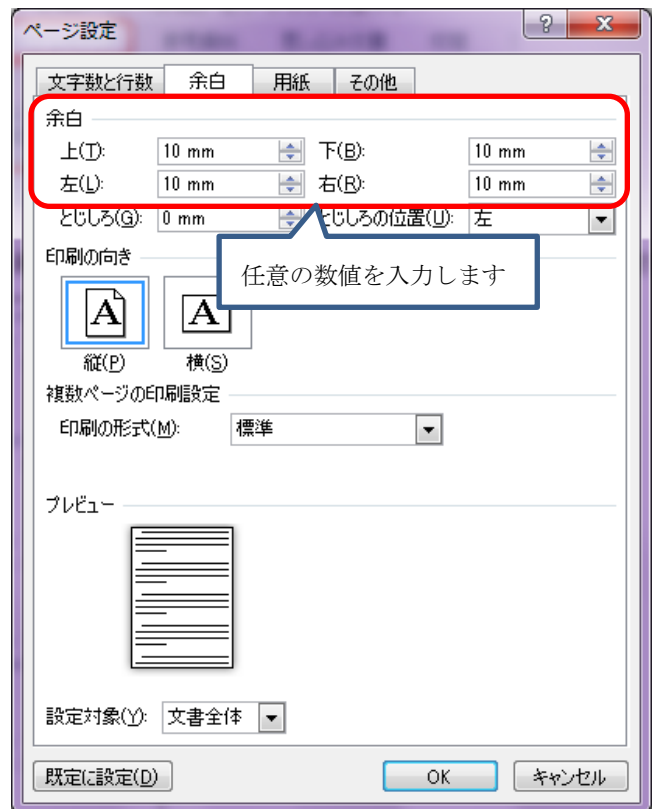 ページ設定
文字数と行数 余白 用紙 その他
余白
上(T): 10 mm 下(B): 10 mm
左(L): 10 mm 右(R): 10 mm
とじしろ(G): 0 mm とじしろの位置(U): 左
印刷の向き
任意の数値を入力します
A A
縦(P) 横(S)
複数ページの印刷設定
印刷の形式(M): 標準
プレビュー
設定対象(Y): 文書全体
既定に設定(D) OK キャンセル